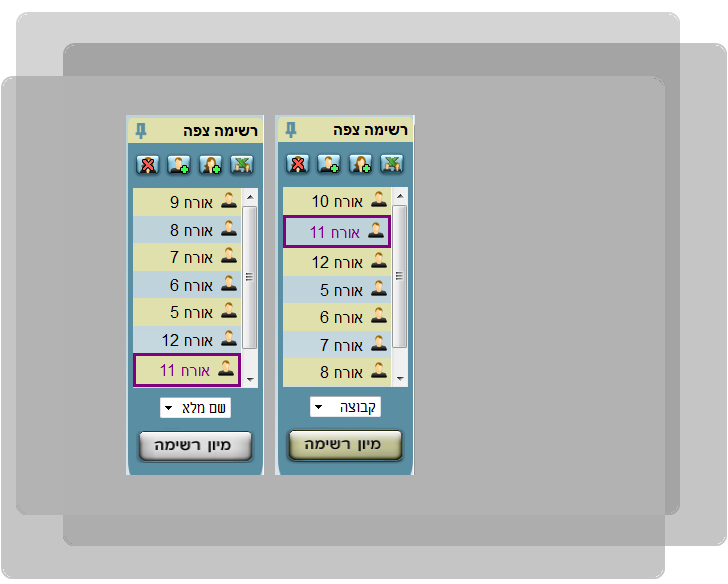 רשימה צפה
אורח 10
אורח 11
אורח 12
אורח 5
אורח 6
אורח 7
אורח 8
קבוצה
מיון רשימה
רשימה צפה
אורח 9
אורח 8
אורח 7
אורח 6
אורח 5
אורח 12
אורח 11
שם מלא
מיון רשימה